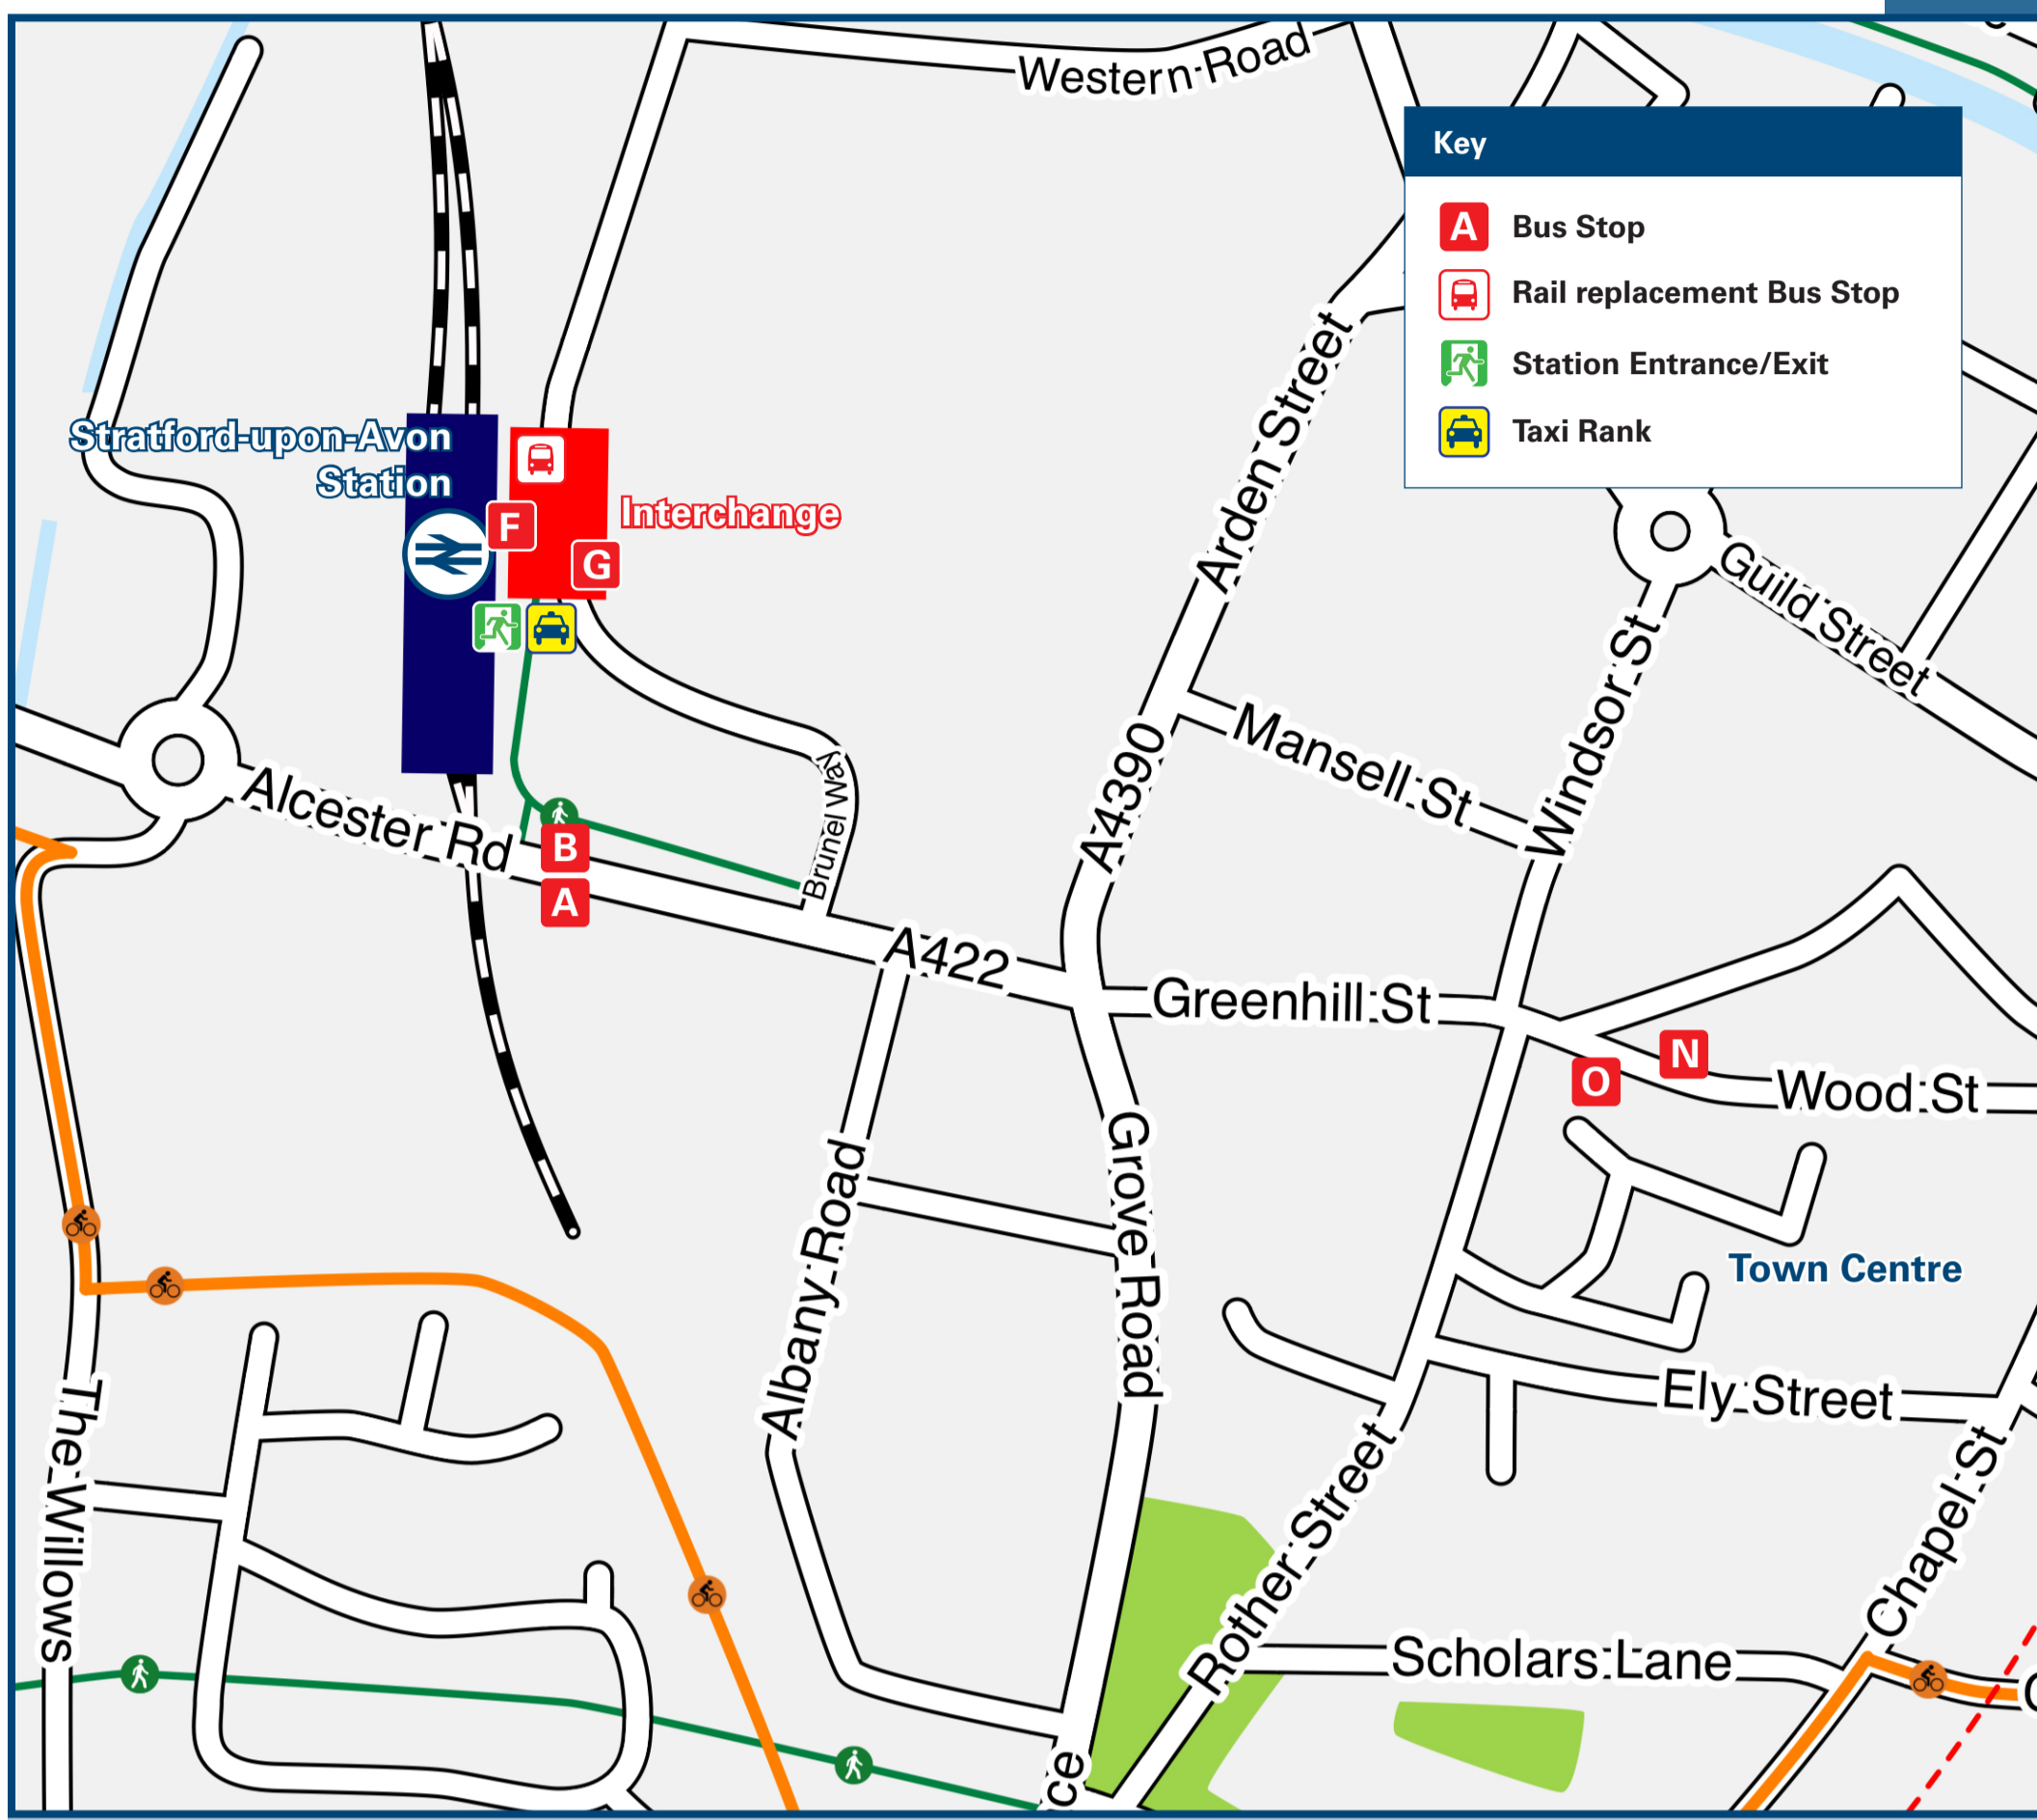 Western Road
Key
A
Bus Stop
Rail replacement Bus Stop
Station Entrance/Exit
Taxi Rank
Stratford-upon-Avon
Station
F
Interchange
G
Arden Street
Guild Street
Windsor St
Mansell St
A4390
Alcester Rd
Brunel Way
B
A
A422
Greenhill St
N
O
Wood St
Grove Road
Albany Road
Town Centre
The Willows
Ely Street
Rother Street
Chapel St
Scholars Lane
ce